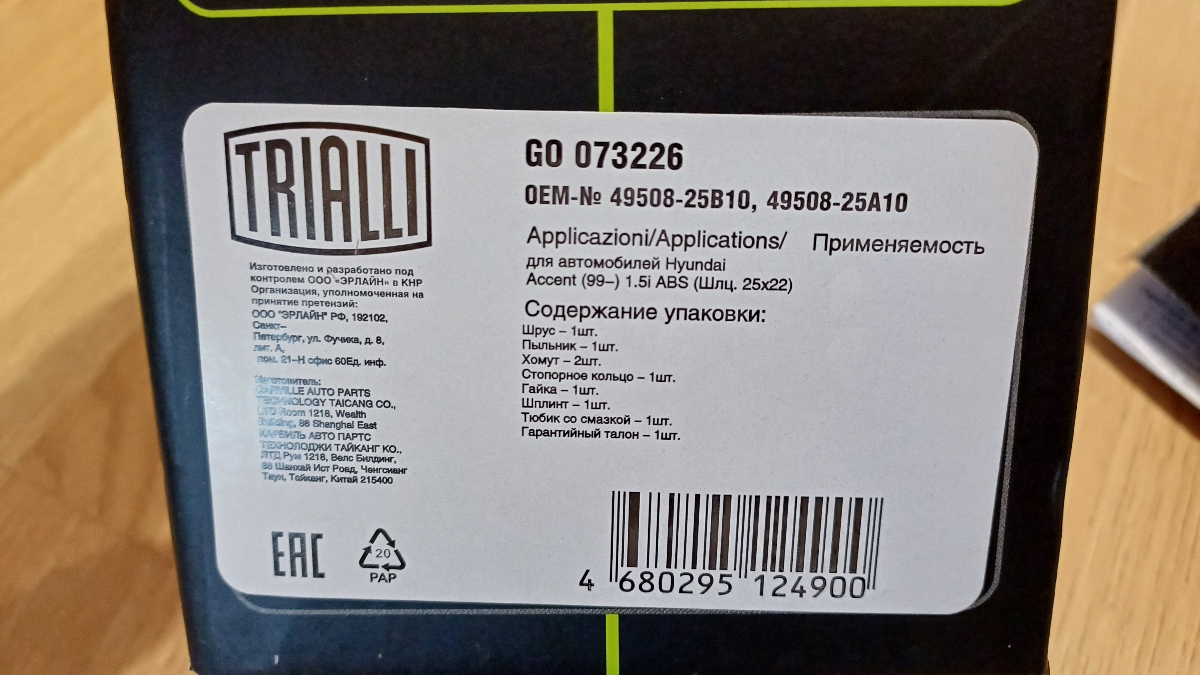 TRIALLI
GO 073226
OEM-№ 49508-25B10, 49508-25A10
Applicazioni/Applications/ Применяемость
для автомобилей Hyundai
Accent (99–) 1.5i ABS (Шлц. 25x22)
Содержание упаковки:
Шрус – 1шт.
Пыльник – 1шт.
Хомут – 2шт.
Стопорное кольцо – 1шт.
Гайка – 1шт.
Шплинт – 1шт.
Тюбик со смазкой – 1шт.
Гарантийный талон – 1шт.
Изготовлено и разработано под
контролем ООО «ЭРЛАЙН» в КНР
Организация, уполномоченная на
принятие претензий:
ООО "ЭРЛАЙН" РФ, 192102,
Санкт–
Петербург, ул. Фучика, д. 8,
лит. А,
пом. 21–Н офис 60Ед. инф.
Изготовитель:
CARVILLE AUTO PARTS
TECHNOLOGY TAICANG CO.,
LTD Room 1218, Wealth
Building, 88 Shanghai East
КАРВИЛЬ АВТО ПАРТС
ТЕХНОЛОДЖИ ТАЙКАНГ КО.,
ЛТД Рум 1218, Велс Билдинг,
88 Шанхай Ист Роад, Ченгсианг
Таун, Тайканг, Китай 215400
EAC
20
PAP
4 680295 124900